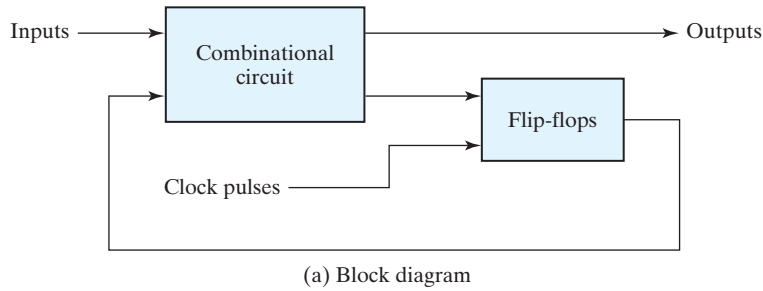 Inputs
Combinational
circuit
Outputs
Flip-flops
Clock pulses
(a) Block diagram